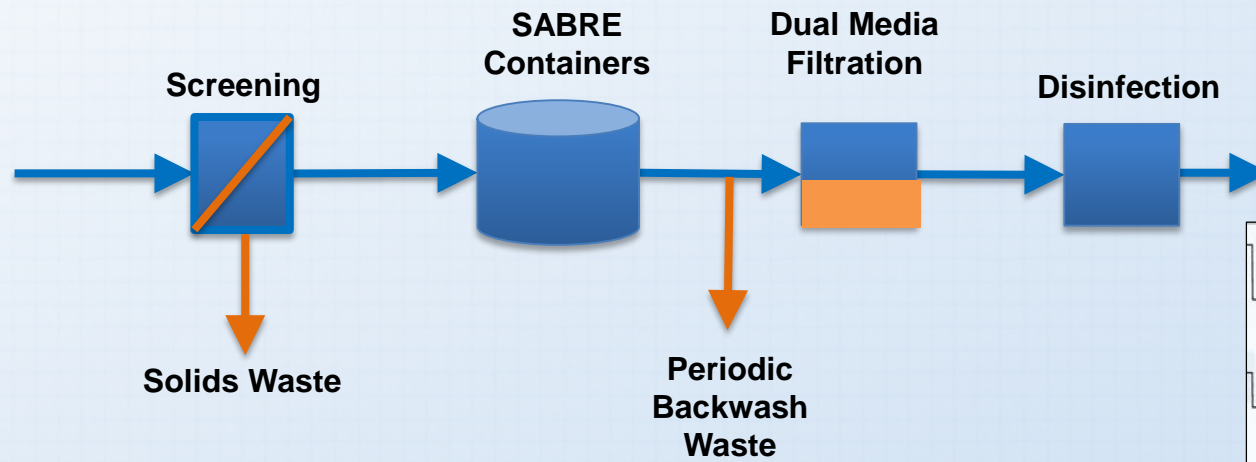 SABRE
Containers
Dual Media
Filtration
Screening
Disinfection
Solids Waste
Periodic
Backwash
Waste